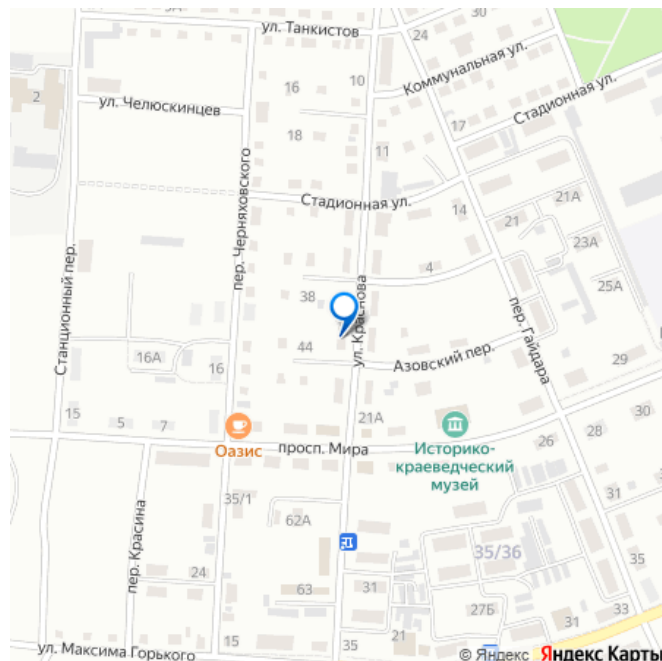 30
ул. Танкистов
24
10
Коммунальная ул.
16
2
ул. Челюскинцев
Стадионная ул.
17
18
11
пер. Черняховского
Стадионная ул.
21А
14
21
23А
4
25А
Станционный пер.
38
ул. Краснова
пер. Гайдара
44
16А
16
Азовский пер.
29
15
5
7
21А
30
Оазис
просп. Мира
Историко-
краеведческий
музей
26
28
31
35/1
62А
пер. Красина
35/36
35
24
63
31
27Б
33
31
21
ул. Максима Горького
15
35
© Яндекс Яндекс Карты